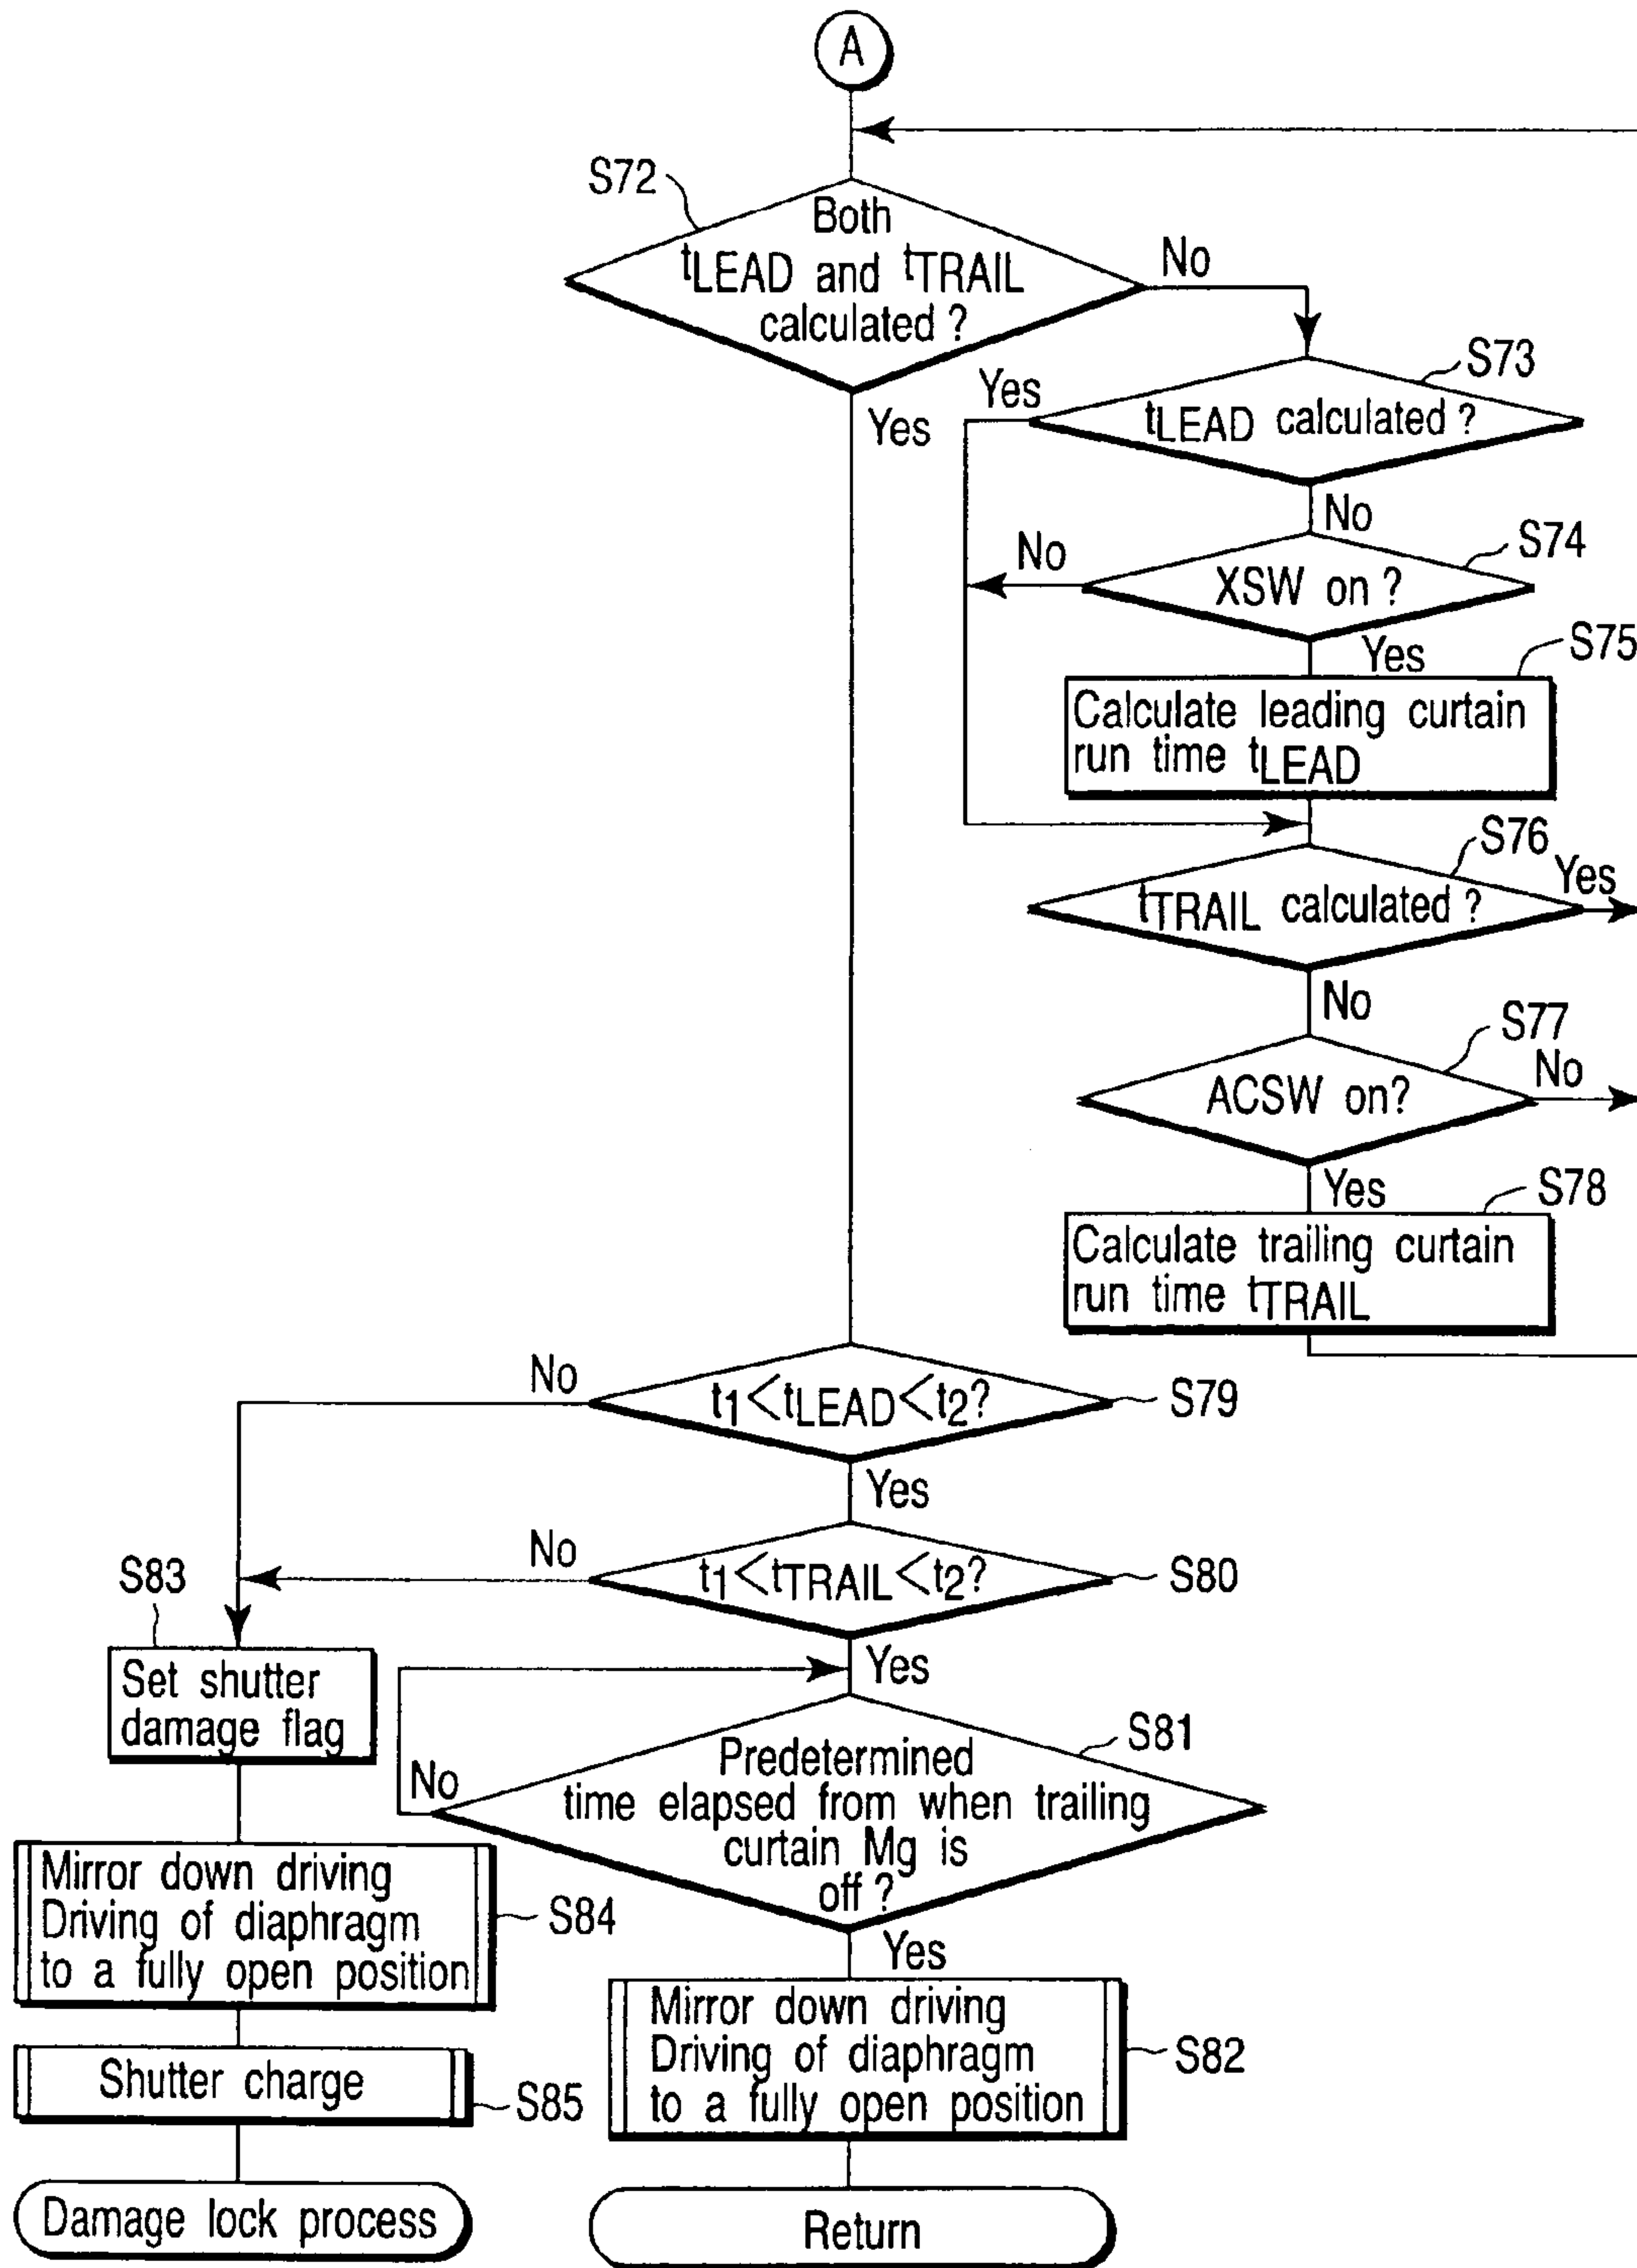 A
S72
Both
tLEAD and tTRAIL
calculated ?
No
Yes
S73
tLEAD calculated ?
Yes
No
S74
XSW on ?
No
Yes
S75
Calculate leading curtain
run time tLEAD
S76
tTRAIL calculated ?
Yes
No
S77
ACSW on?
No
Yes
S78
Calculate trailing curtain
run time tTRAIL
No
t1<tLEAD<t2?
S79
Yes
No
t1<tTRAIL<t2?
S80
Yes
S83
Set shutter
damage flag
S81
Predetermined
time elapsed from when trailing
curtain Mg is
off ?
No
Yes
Mirror down driving
Driving of diaphragm
to a fully open position
S84
Mirror down driving
Driving of diaphragm
to a fully open position
S82
Shutter charge
S85
Damage lock process
Return